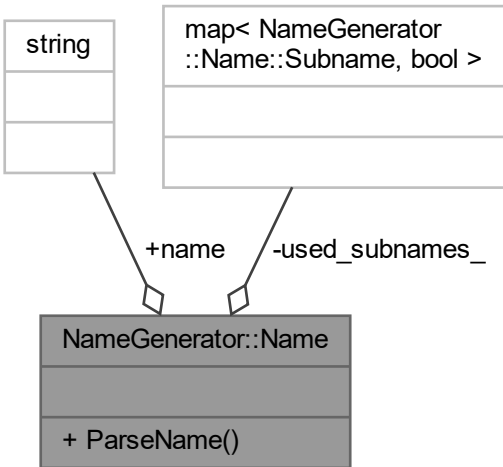 string
map< NameGenerator
::Name::Subname, bool >
+name
-used_subnames_
NameGenerator::Name
+ ParseName()